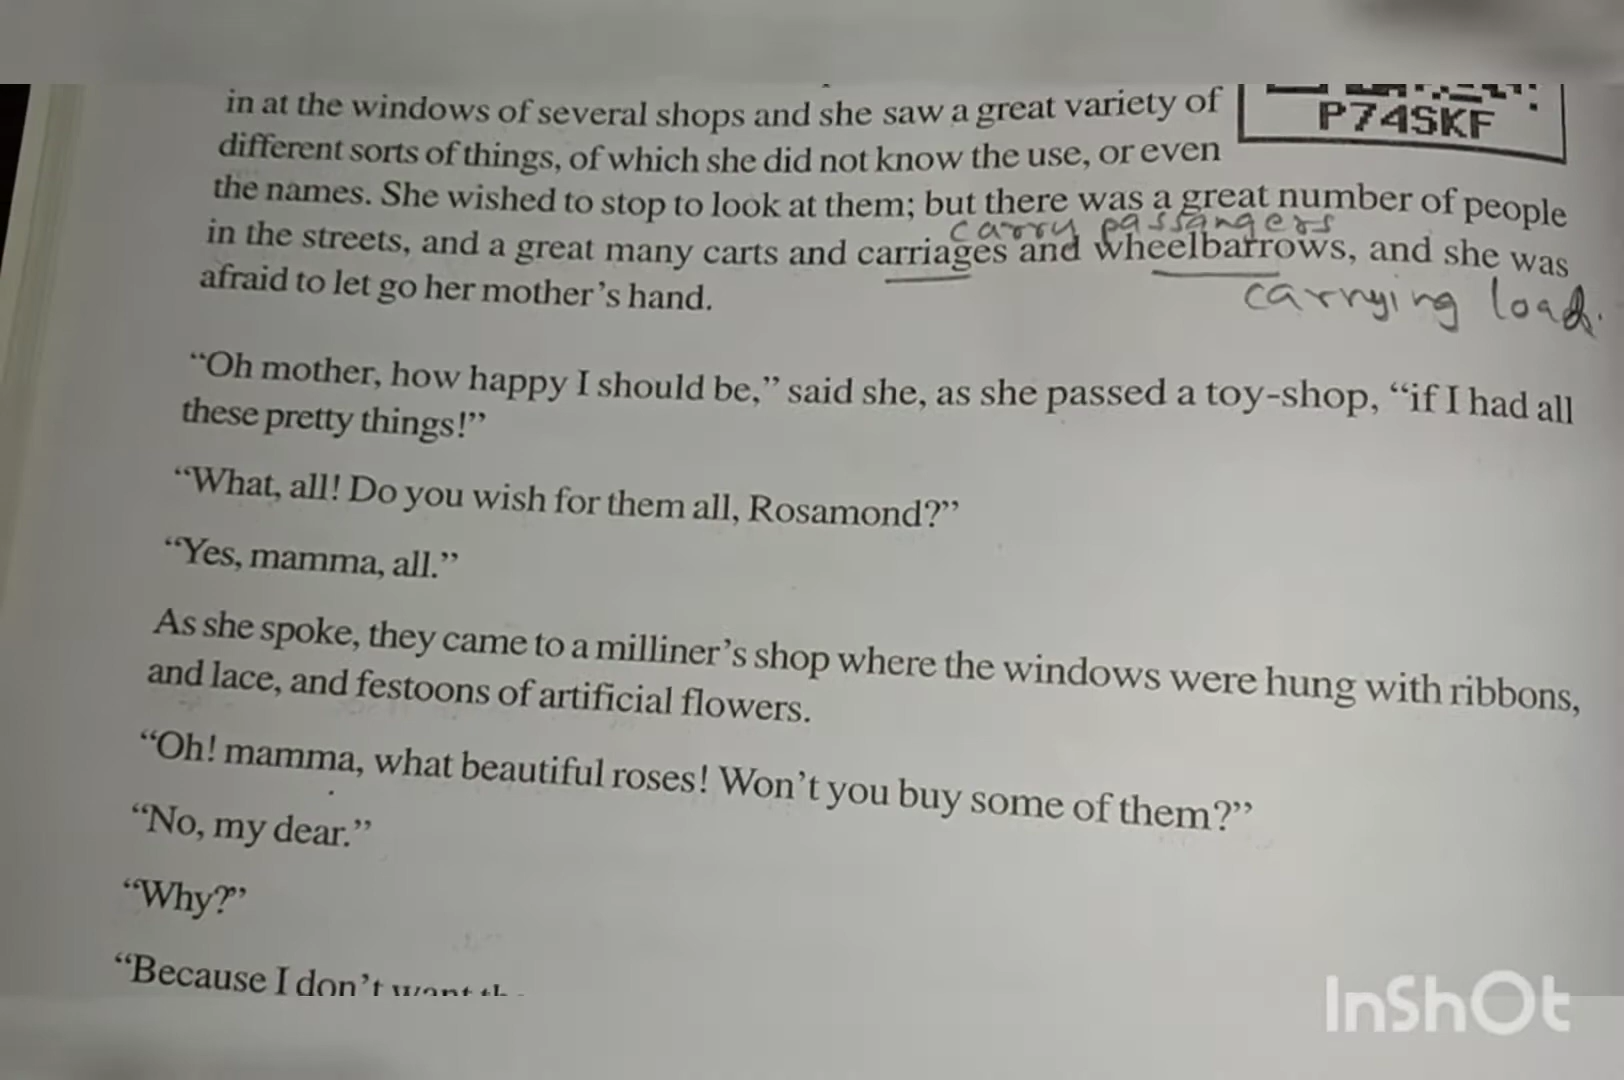 in at the windows of several shops and she saw a great variety of
P74SKF
different sorts of things, of which she did not know the use, or even
the names. She wished to stop to look at them; but there was a great number of people
carry passangers
in the streets, and a great many carts and carriages and wheelbarrows, and she was
afraid to let go her mother's hand.
carrying load.
“Oh mother, how happy I should be,” said she, as she passed a toy-shop, “if I had all
these pretty things!”
“What, all! Do you wish for them all, Rosamond?”
“Yes, mamma, all.”
As she spoke, they came to a milliner's shop where the windows were hung with ribbons,
and lace, and festoons of artificial flowers.
“Oh! mamma, what beautiful roses! Won't you buy some of them?”
“No, my dear.”
“Why?”
“Because I don't want
InShOt